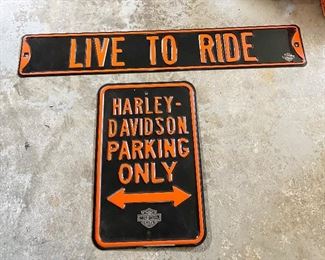 LIVE TO RIDE
HARLEY-
DAVIDSON
PARKING
ONLY